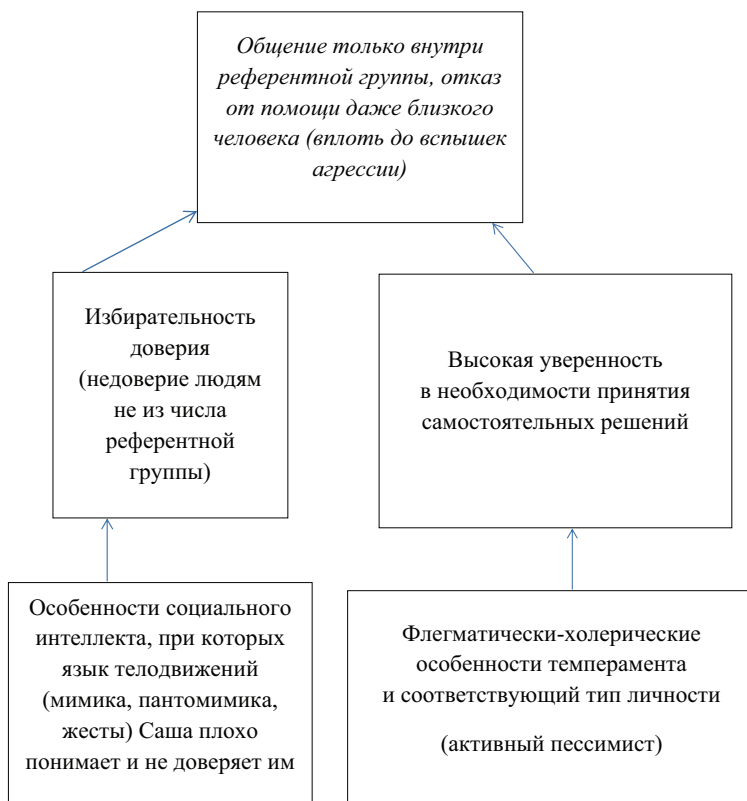 Общение только внутри
референтной группы, отказ
от помощи даже близкого
человека (вплоть до вспышек
агрессии)
Избирательность
доверия
(недоверие людям
не из числа
референтной
группы)
Высокая уверенность
в необходимости принятия
самостоятельных решений
Особенности социального
интеллекта, при которых
язык телодвижений
(мимика, пантомимика,
жесты) Саша плохо
понимает и не доверяет им
Флегматически-холерические
особенности темперамента
и соответствующий тип личности
(активный пессимист)